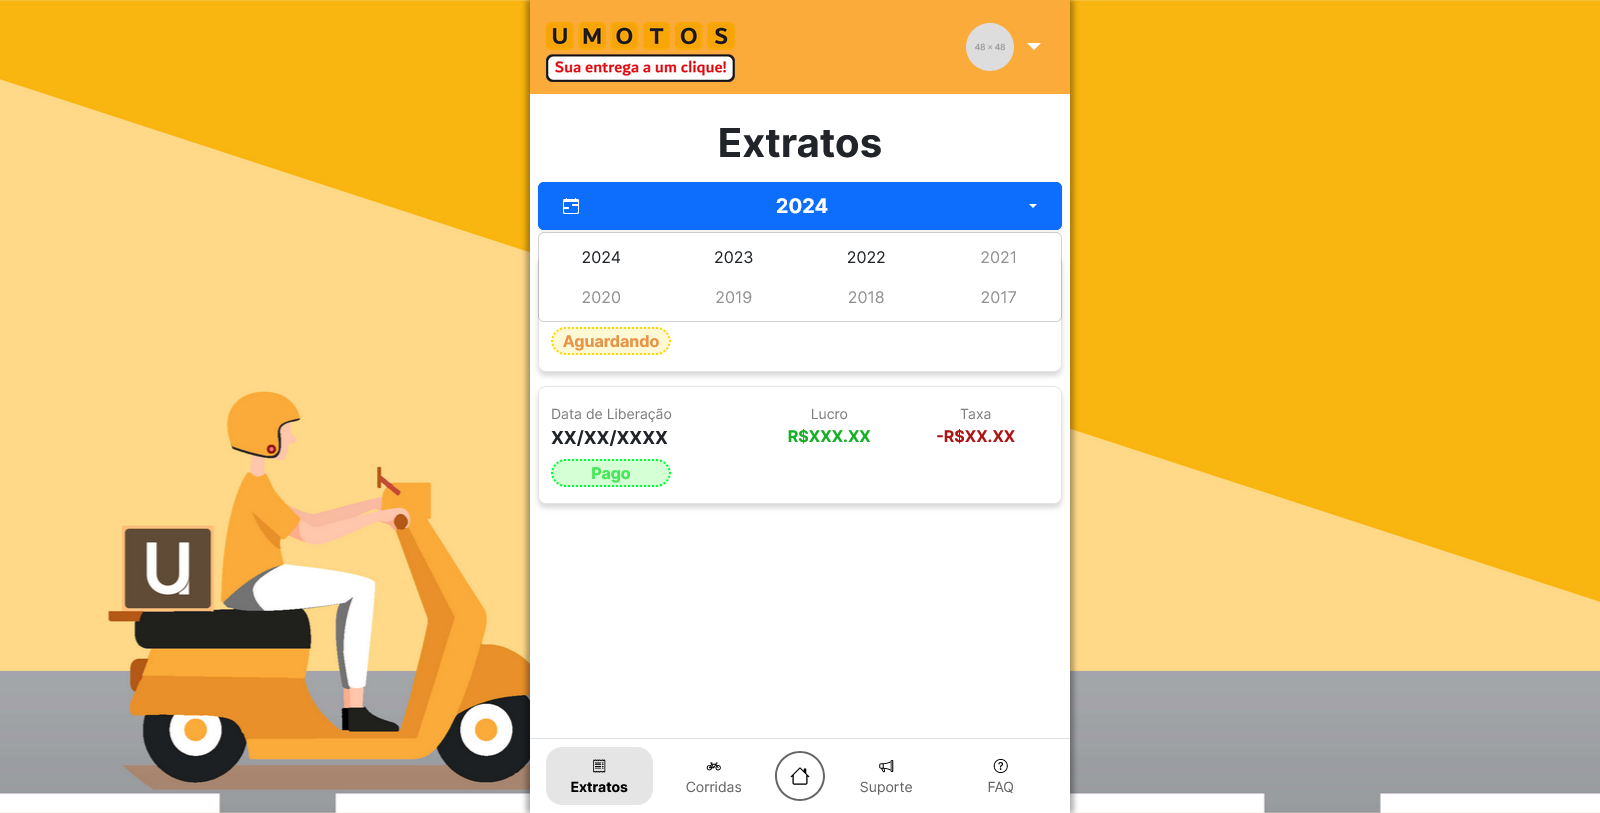 UMOTOS
Sua entrega a um clique!
48 × 48
Extratos
2024
2024 2023 2022 2021
2020 2019 2018 2017
Aguardando
Data de Liberação Lucro Taxa
XX/XX/XXXX R$XXX.XX -R$XX.XX
Pago
U
Extratos Corridas Suporte FAQ